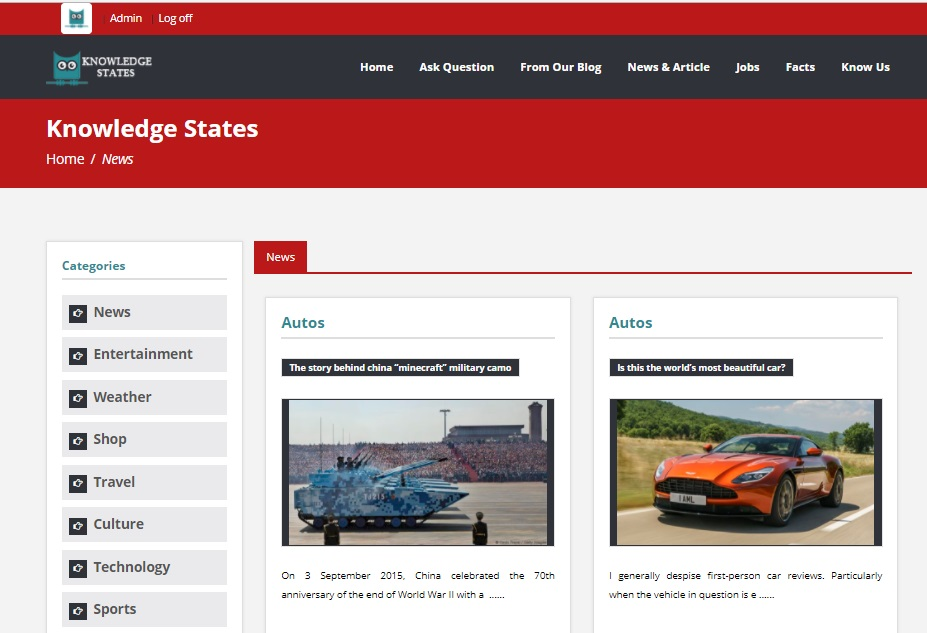 Admin
Log off
KNOWLEDGE
STATES
Home
Ask Question
From Our Blog
News & Article
Jobs
Facts
Know Us
Knowledge States
Home / News
Categories
News
Entertainment
Weather
Shop
Travel
Culture
Technology
Sports
News
Autos
The story behind china “minecraft” military camo
On 3 September 2015, China celebrated the 70th
anniversary of the end of World War II with a ......
Autos
Is this the world’s most beautiful car?
1 AML
I generally despise first-person car reviews. Particularly
when the vehicle in question is e ......